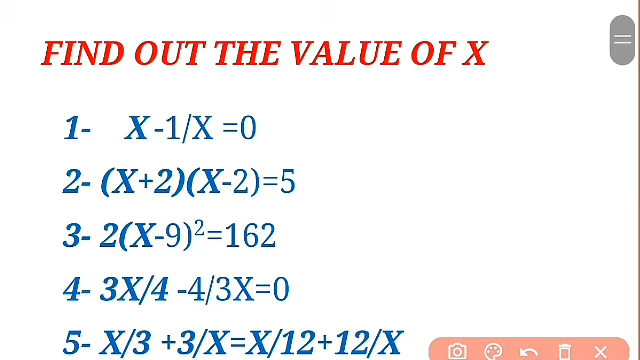 FIND OUT THE VALUE OF X
1- X -1/X =0
2- (X+2)(X-2)=5
3- 2(X-9)²=162
4- 3X/4 -4/3X=0
5- X/3 +3/X=X/12+12/X